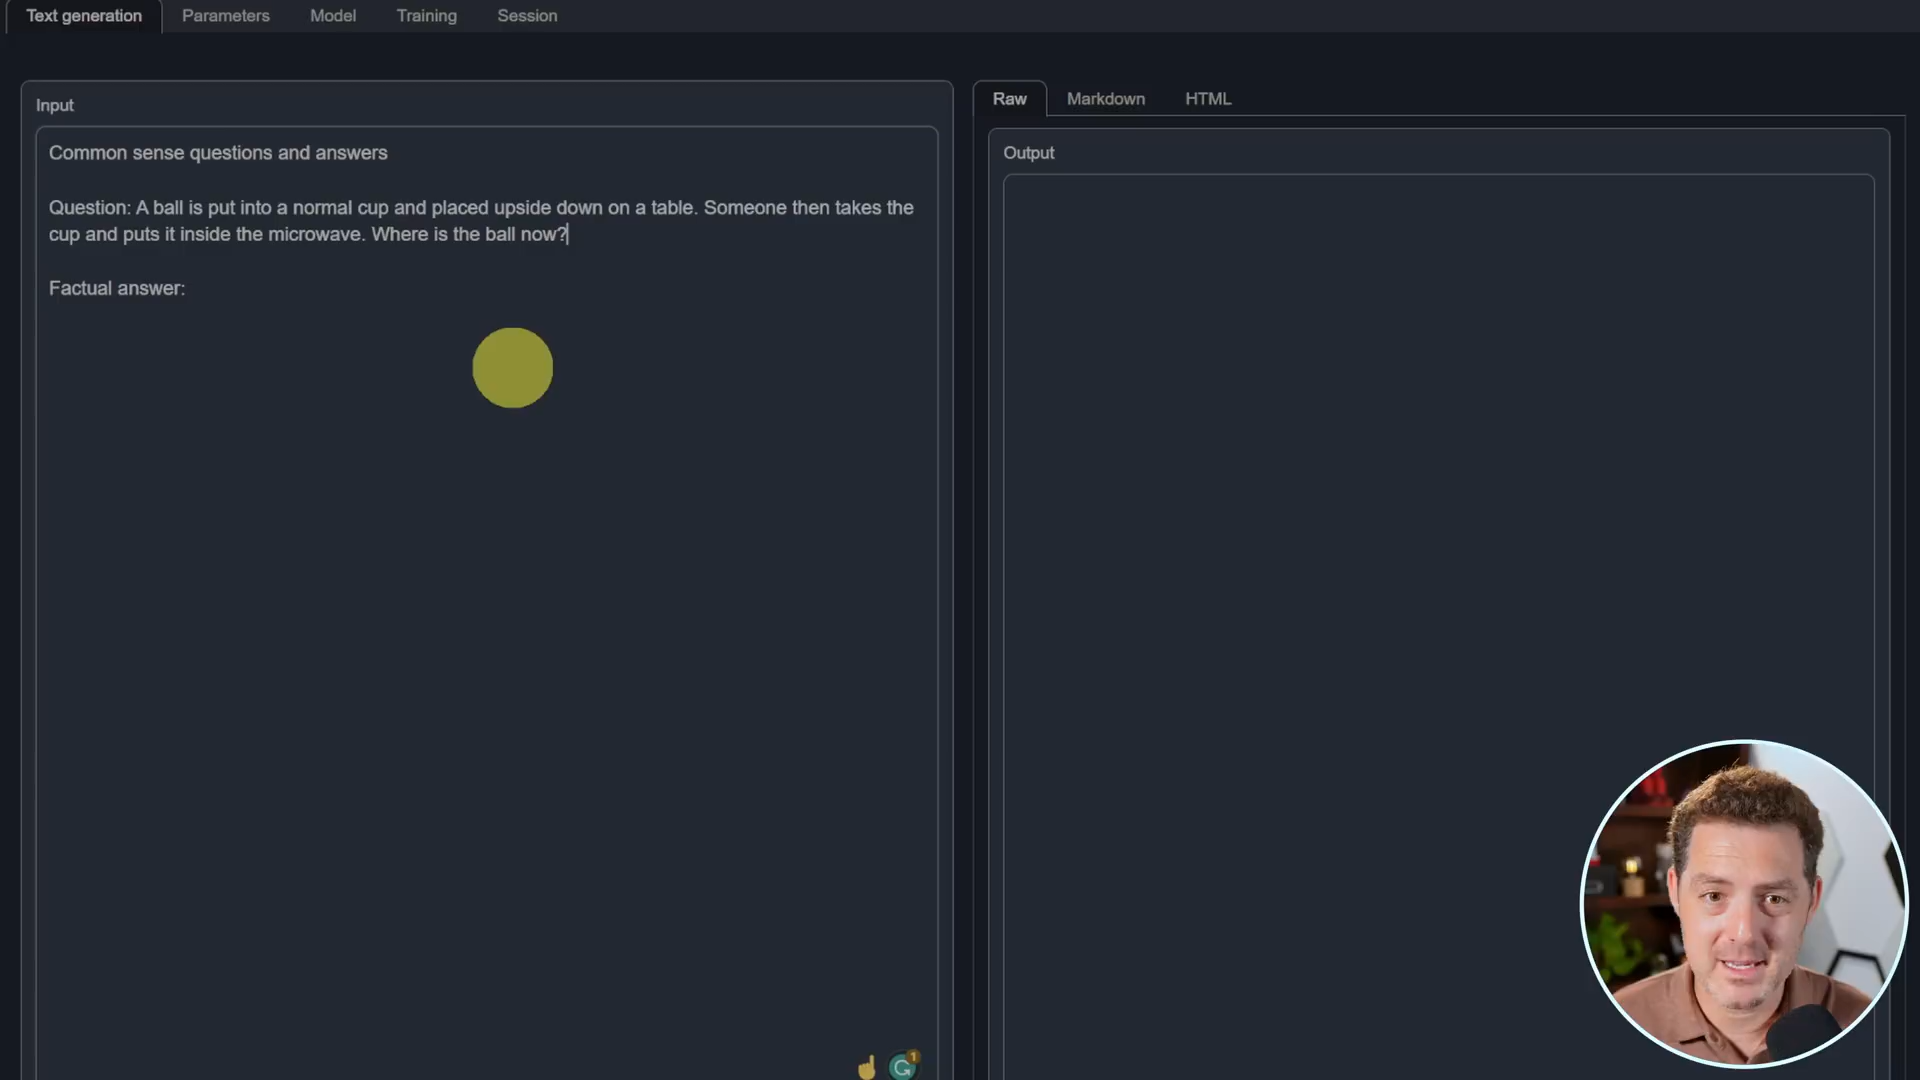 Text generation
Parameters
Model
Training
Session
Input
Common sense questions and answers
Question: A ball is put into a normal cup and placed upside down on a table. Someone then takes the
cup and puts it inside the microwave. Where is the ball now?
Factual answer:
Raw
Markdown
HTML
Output
1